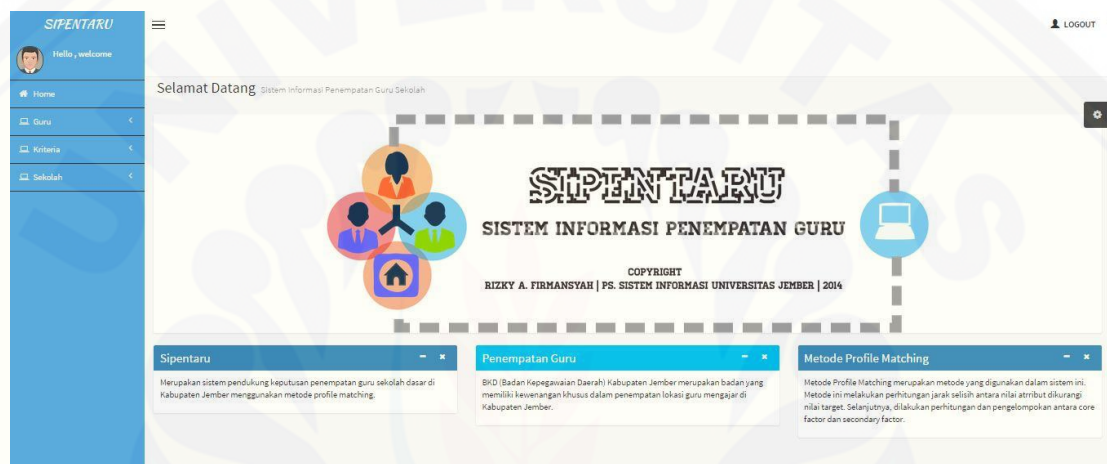 SIPENTARU
LOGOUT
Hello , welcome
Home
Guru
Kriteria
Sekolah
Selamat Datang Sistem Informasi Penempatan Guru Sekolah
SIPENTARU
SISTEM INFORMASI PENEMPATAN GURU
COPYRIGHT
RIZKY A. FIRMANSYAH | PS. SISTEM INFORMASI UNIVERSITAS JEMBER | 2014
Sipentaru
Merupakan sistem pendukung keputusan penempatan guru sekolah dasar di
Kabupaten Jember menggunakan metode profile matching.
Penempatan Guru
BKD (Badan Kepegawaian Daerah) Kabupaten Jember merupakan badan yang
memiliki kewenangan khusus dalam penempatan lokasi guru mengajar di
Kabupaten Jember.
Metode Profile Matching
Metode Profile Matching merupakan metode yang digunakan dalam sistem ini.
Metode ini melakukan perhitungan jarak selisih antara nilai atrribut dikurangi
nilai target. Selanjutnya, dilakukan perhitungan dan pengelompokan antara core
factor dan secondary factor.
UNIVERSITAS